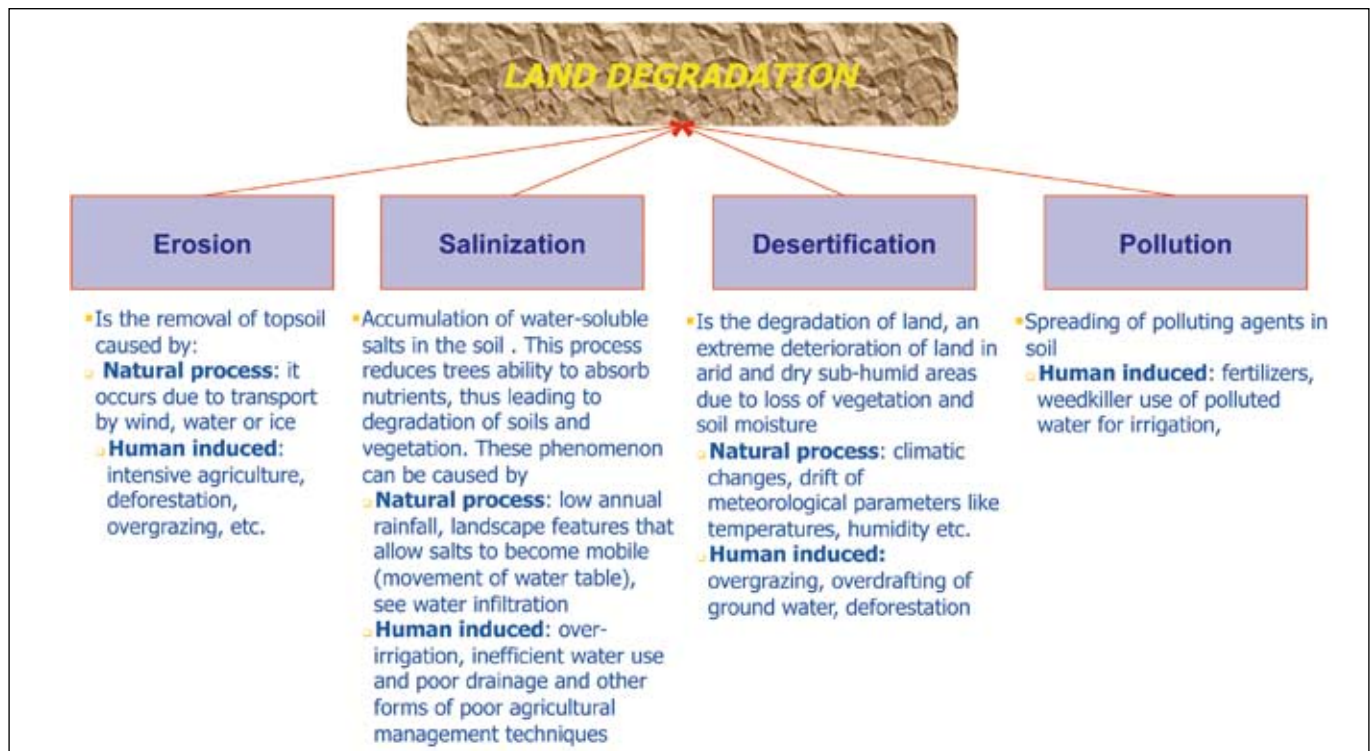 LAND DEGRADATION
Erosion
Is the removal of topsoil
caused by:
Natural process: it
occurs due to transport
by wind, water or ice
Human induced:
intensive agriculture,
deforestation,
overgrazing, etc.
Salinization
Accumulation of water-soluble
salts in the soil . This process
reduces trees ability to absorb
nutrients, thus leading to
degradation of soils and
vegetation. These phenomenon
can be caused by
Natural process: low annual
rainfall, landscape features that
allow salts to become mobile
(movement of water table),
see water infiltration
Human induced: over-
irrigation, inefficient water use
and poor drainage and other
forms of poor agricultural
management techniques
Desertification
Is the degradation of land, an
extreme deterioration of land in
arid and dry sub-humid areas
due to loss of vegetation and
soil moisture
Natural process: climatic
changes, drift of
meteorological parameters like
temperatures, humidity etc.
Human induced:
overgrazing, overdrafting of
ground water, deforestation
Pollution
Spreading of polluting agents in
soil
Human induced: fertilizers,
weedkiller use of polluted
water for irrigation,